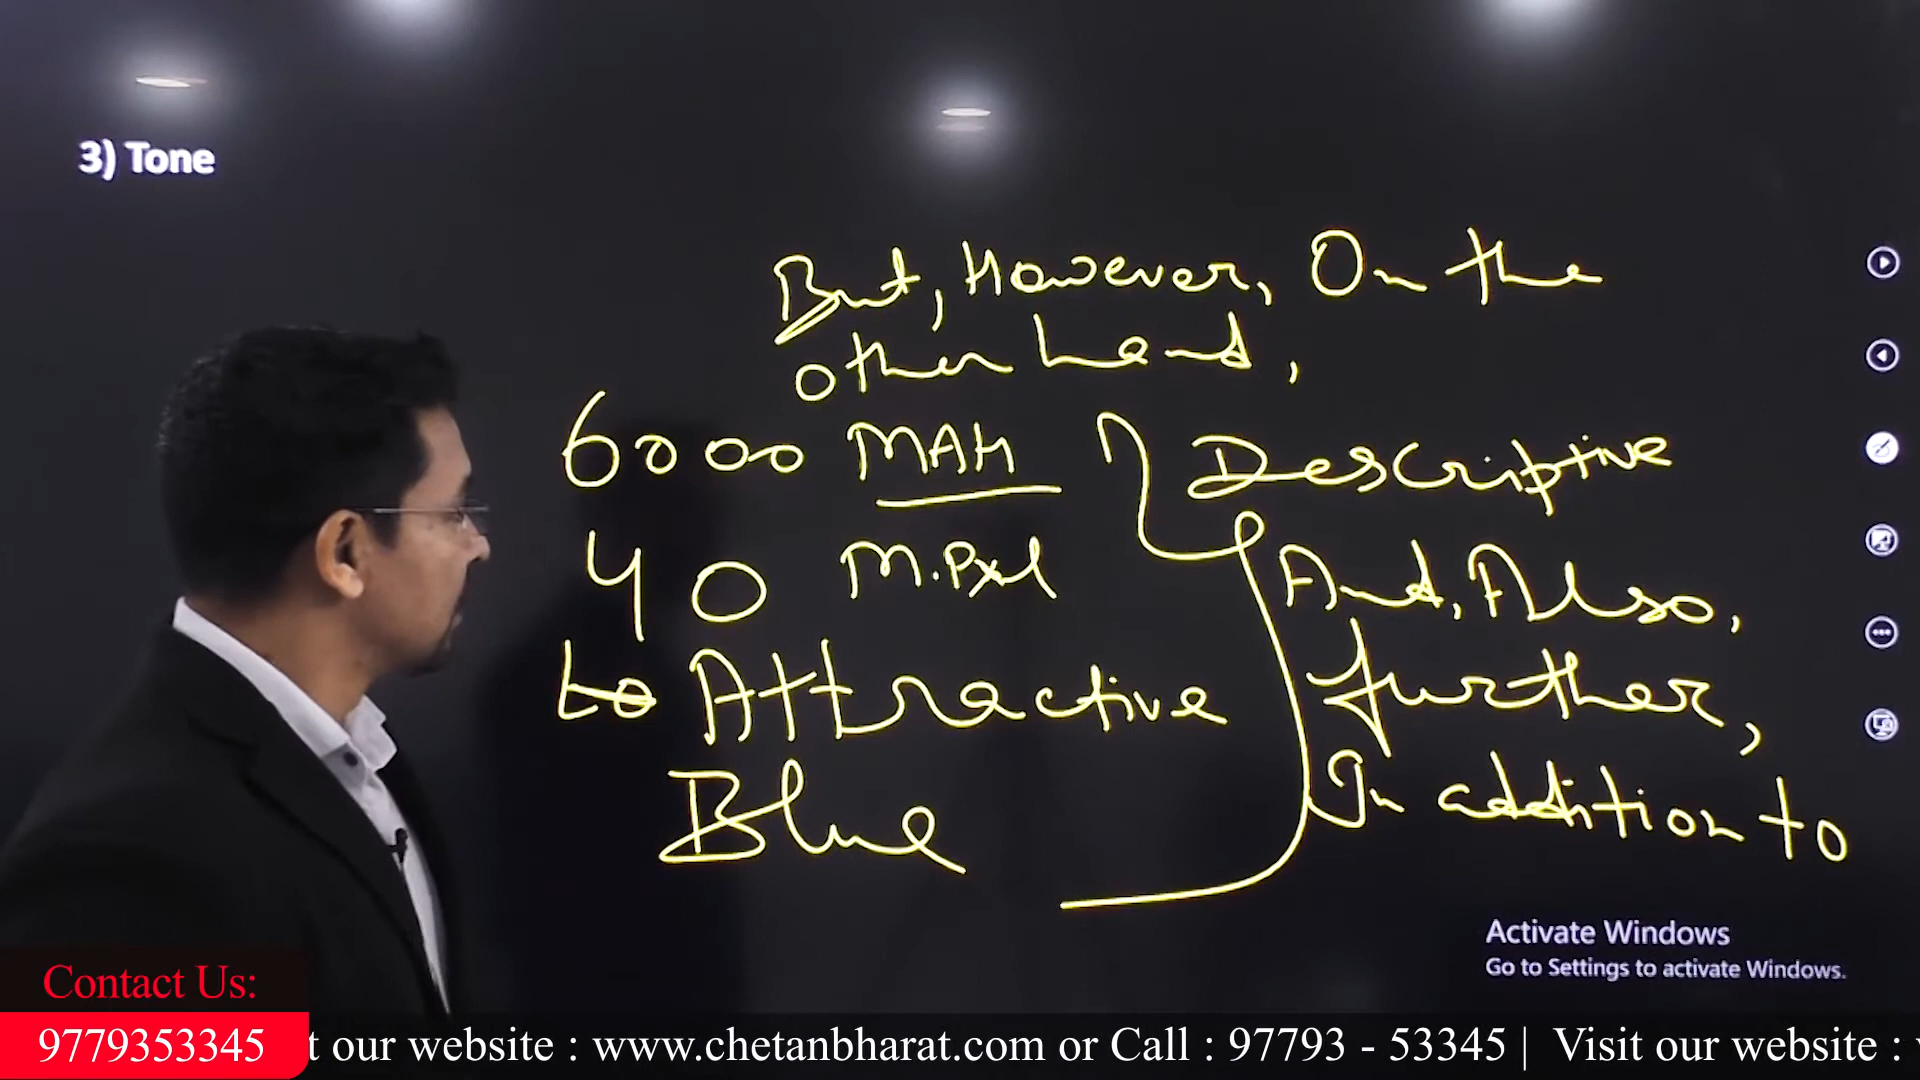 3) Tone
But, However, On the
other hand,
6000 MAH Descriptive
40 M.Pxl And, Also,
to Attractive further,
Blue In addition to
Activate Windows
Go to Settings to activate Windows.
Contact Us:
9779353345 t our website : www.chetanbharat.com or Call : 97793 - 53345 | Visit our website :